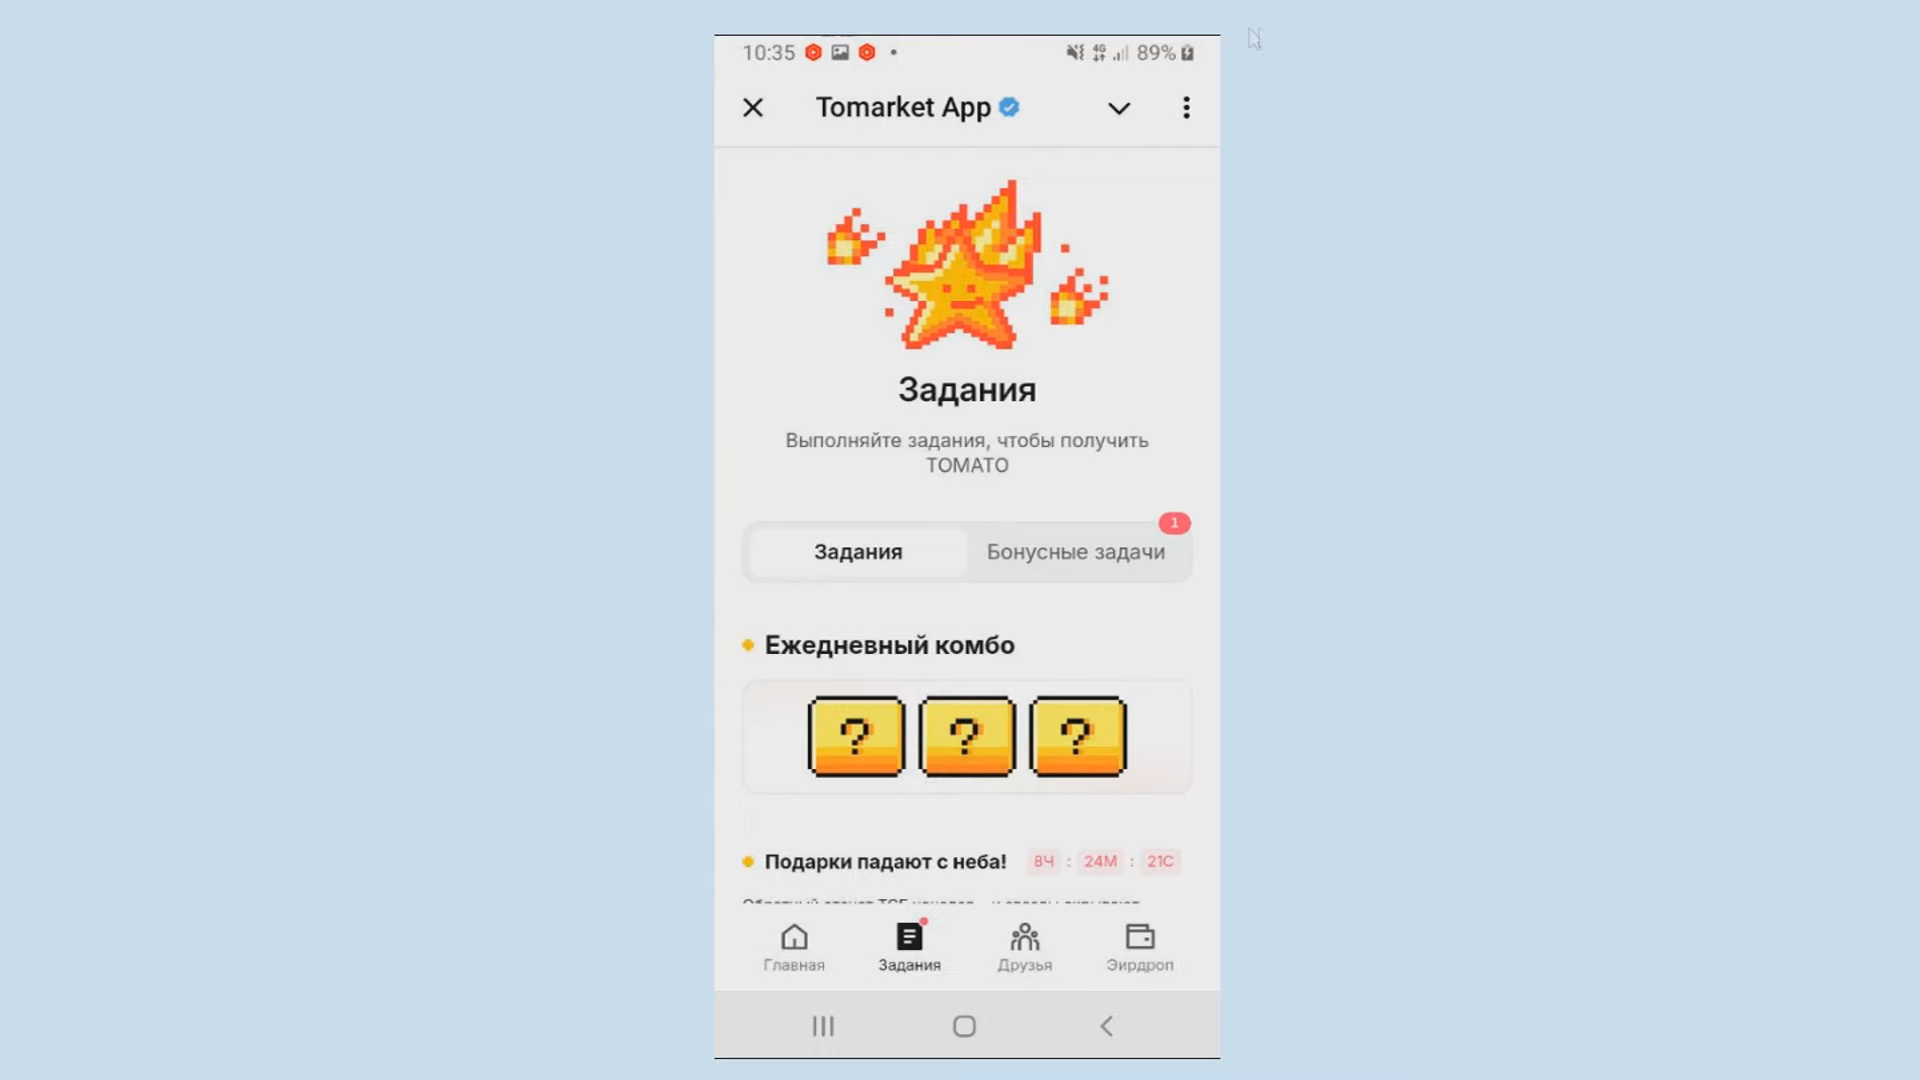 10:35
4G
89%
Tomarket App
Задания
Выполняйте задания, чтобы получить
TOMATO
1
Задания
Бонусные задачи
Ежедневный комбо
? ? ?
Подарки падают с неба! 8Ч : 24М : 21С
Главная
Задания
Друзья
Эирдроп